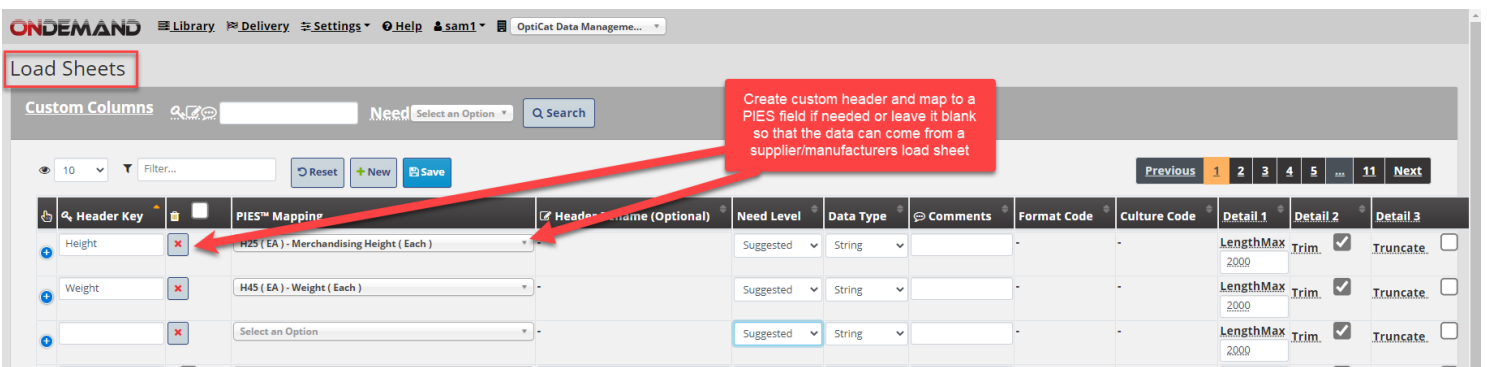 ONDEMAND Library Delivery Settings Help sam1 OptiCat Data Manageme...
Load Sheets
Custom Columns Need Select an Option Search
Create custom header and map to a
PIES field if needed or leave it blank
so that the data can come from a
supplier/manufacturers load sheet
10 Filter... Reset + New Save Previous 1 2 3 4 5 ... 11 Next
Header Key PIES™ Mapping Header Rename (Optional) Need Level Data Type Comments Format Code Culture Code Detail 1 Detail 2 Detail 3
Height H25 ( EA ) - Merchandising Height ( Each ) - Suggested String - - LengthMax Trim Truncate
2000
Weight H45 ( EA ) - Weight ( Each ) - Suggested String - - LengthMax Trim Truncate
2000
Select an Option - Suggested String - - LengthMax Trim Truncate
2000
LengthMax